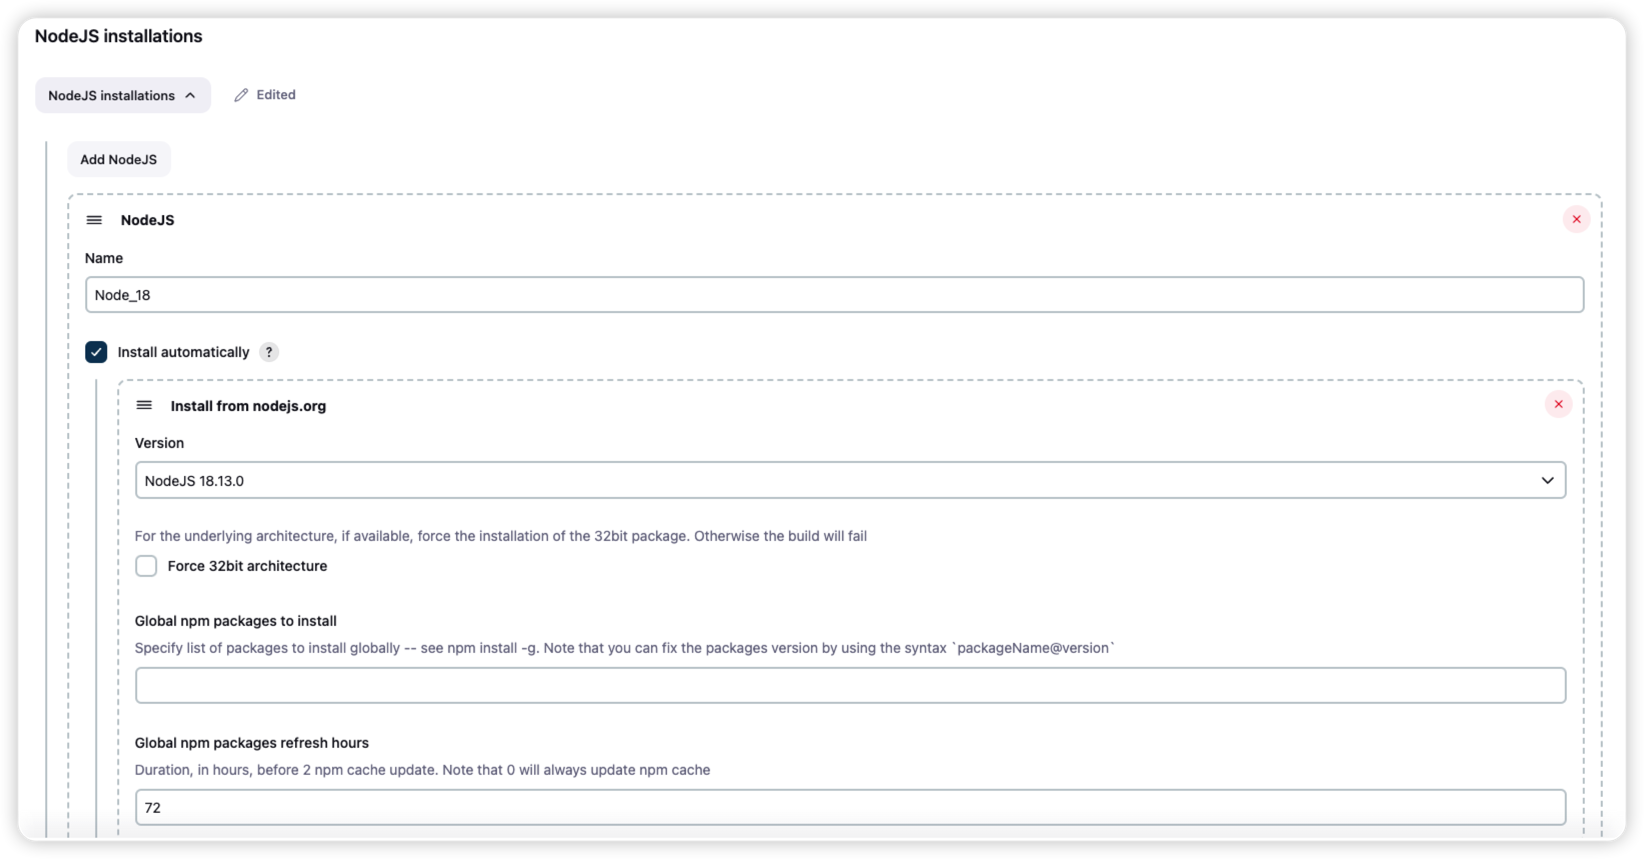 NodeJS installations
NodeJS installations
Edited
Add NodeJS
NodeJS
Name
Node_18
Install automatically ?
Install from nodejs.org
Version
NodeJS 18.13.0
For the underlying architecture, if available, force the installation of the 32bit package. Otherwise the build will fail
Force 32bit architecture
Global npm packages to install
Specify list of packages to install globally -- see npm install -g. Note that you can fix the packages version by using the syntax `packageName@version`
Global npm packages refresh hours
Duration, in hours, before 2 npm cache update. Note that 0 will always update npm cache
72